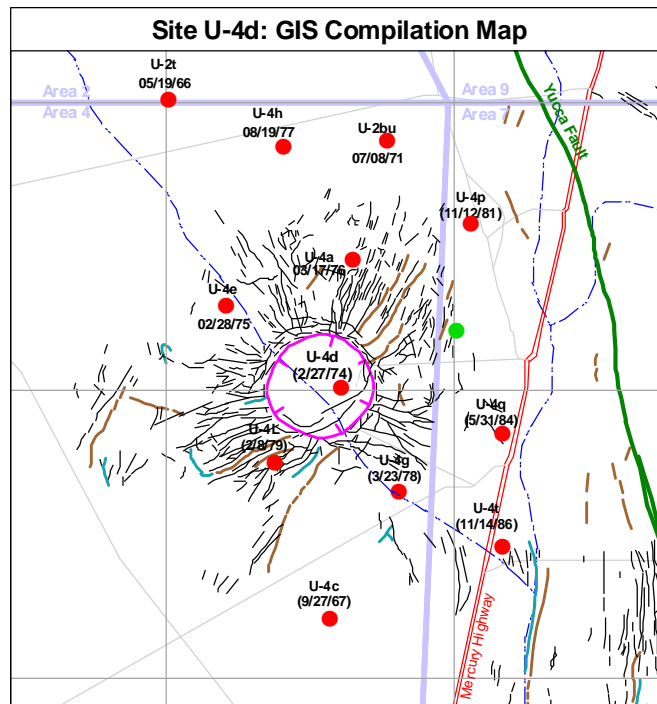 Site U-4d: GIS Compilation Map
U-2t
05/19/66
Area 2
Area 4
Area 9
Area 7
U-4h
08/19/77
U-2bu
07/08/71
Yucca Fault
U-4p
(11/12/81)
U-4a
03/17/76
U-4e
02/28/75
U-4d
(2/27/74)
U-4q
(5/31/84)
U-4L
(2/8/79)
U-4g
(3/23/78)
U-4t
(11/14/86)
U-4c
(9/27/67)
Mercury Highway